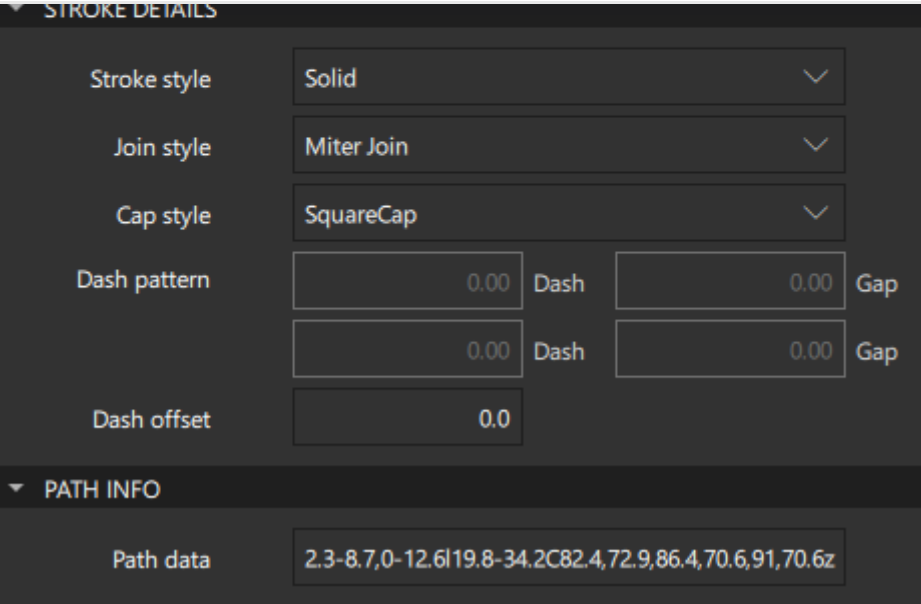 STROKE DETAILS
Stroke style Solid
Join style Miter Join
Cap style SquareCap
Dash pattern 0.00 Dash 0.00 Gap
0.00 Dash 0.00 Gap
Dash offset 0.0
PATH INFO
Path data 2.3-8.7,0-12.6l19.8-34.2C82.4,72.9,86.4,70.6,91,70.6z